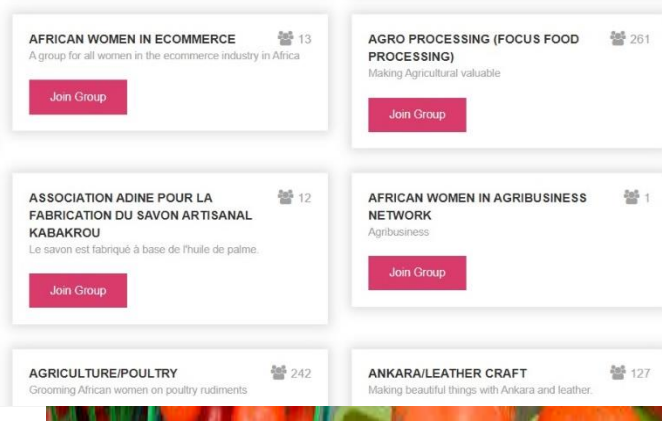 AFRICAN WOMEN IN ECOMMERCE 13
A group for all women in the ecommerce industry in Africa
Join Group
AGRO PROCESSING (FOCUS FOOD 261
PROCESSING)
Making Agricultural valuable
Join Group
ASSOCIATION ADINE POUR LA 12
FABRICATION DU SAVON ARTISANAL
KABAKROU
Le savon est fabriqué à base de l'huile de palme.
Join Group
AFRICAN WOMEN IN AGRIBUSINESS 1
NETWORK
Agribusiness
Join Group
AGRICULTURE/POULTRY 242
Grooming African women on poultry rudiments
ANKARA/LEATHER CRAFT 127
Making beautiful things with Ankara and leather.